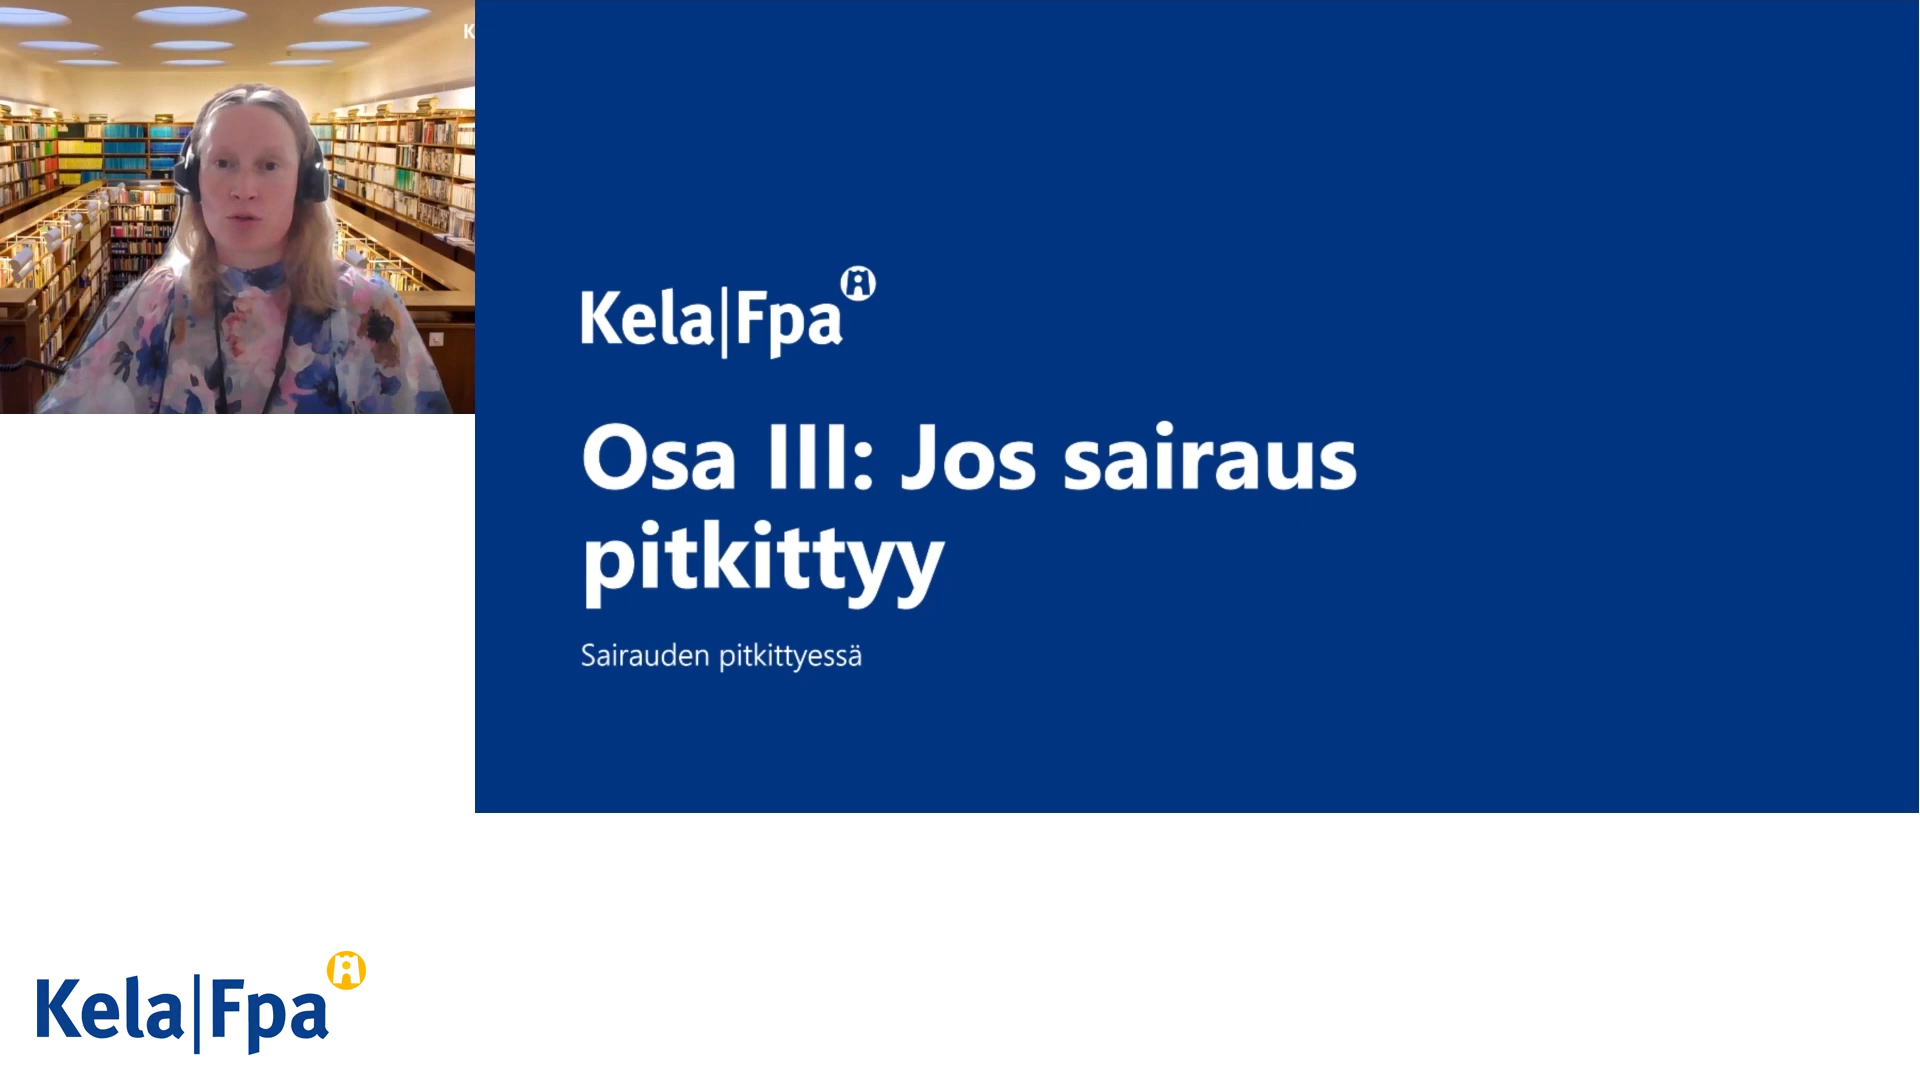 K
Kela|Fpa
Osa III: Jos sairaus
pitkittyy
Sairauden pitkittyessä
Kela|Fpa